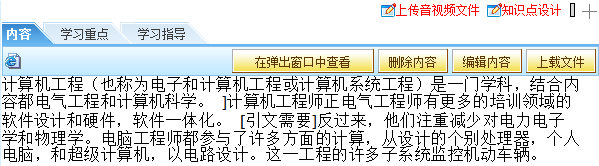 上传音视频文件 知识点设计
内容 学习重点 学习指导
在弹出窗口中查看 删除内容 编辑内容 上载文件
计算机工程（也称为电子和计算机工程或计算机系统工程）是一门学科，结合内
容都电气工程和计算机科学。 ]计算机工程师正电气工程师有更多的培训领域的
软件设计和硬件，软件一体化。 [引文需要]反过来，他们注重减少对电力电子
学和物理学。电脑工程师都参与了许多方面的计算，从设计的个别处理器，个人
电脑，和超级计算机，以电路设计。这一工程的许多子系统监控机动车辆。